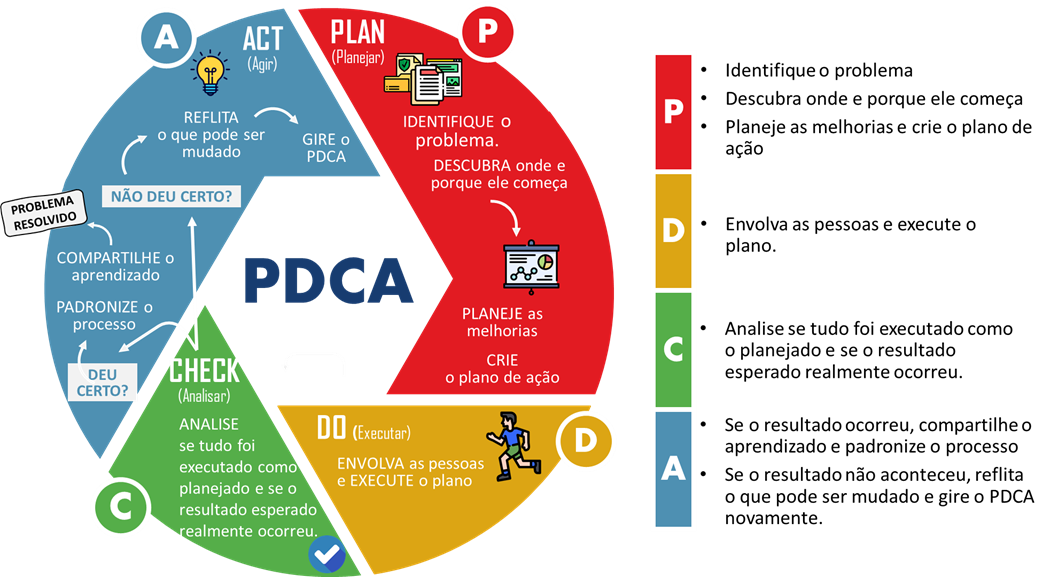 A
ACT
(Agir)
REFLITA
o que pode ser
mudado
GIRE o
PDCA
NÃO DEU CERTO?
PROBLEMA
RESOLVIDO
COMPARTILHE o
aprendizado
PADRONIZE o
processo
DEU
CERTO?
PLAN
(Planejar)
P
IDENTIFIQUE o
problema.
DESCUBRA onde e
porque ele começa
PLANEJE as
melhorias
CRIE
o plano de ação
PDCA
CHECK
(Analisar)
ANALISE
se tudo foi
executado como
planejado e se o
resultado esperado
realmente ocorreu.
C
DO (Executar)
ENVOLVA as pessoas
e EXECUTE o plano
D
P
• Identifique o problema
• Descubra onde e porque ele começa
• Planeje as melhorias e crie o plano de
ação
D
• Envolva as pessoas e execute o
plano.
C
• Analise se tudo foi executado como
o planejado e se o resultado
esperado realmente ocorreu.
A
• Se o resultado ocorreu, compartilhe o
aprendizado e padronize o processo
• Se o resultado não aconteceu, reflita
o que pode ser mudado e gire o PDCA
novamente.